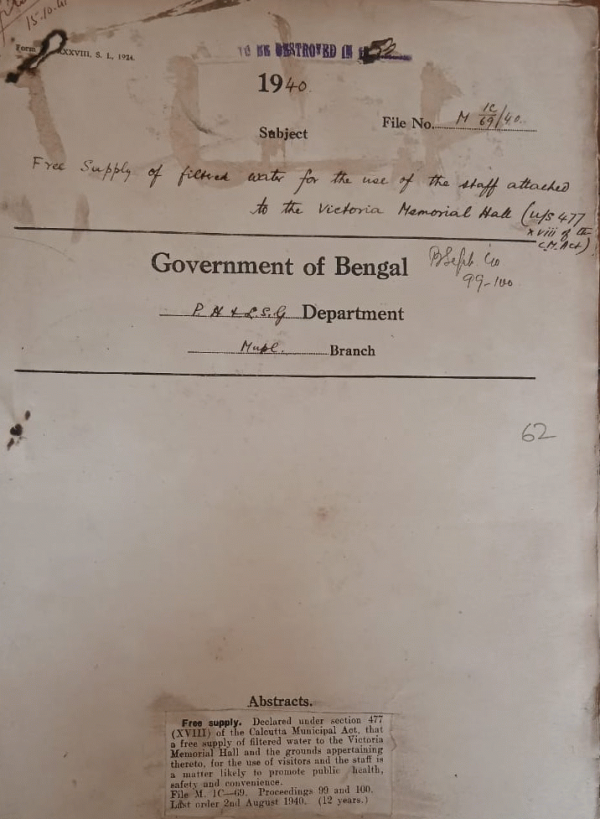 15.10.41
Form XXXVIII, S. I., 1924.
TO BE DESTROYED IN
1940
File No. M 1C/69/40.
Subject
Free Supply of filtered water for the use of the staff attached
to the Victoria Memorial Hall (u/s 477
xviii of the
C.M. Act)
Government of Bengal
B Sept '40
99-100
P. H & L.S.G Department
Mupl. Branch
62
Abstracts.
Free supply. Declared under section 477
(XVIII) of the Calcutta Municipal Act, that
a free supply of filtered water to the Victoria
Memorial Hall and the grounds appertaining
thereto, for the use of visitors and the staff is
a matter likely to promote public health,
safety and convenience.
File M. 1C—69. Proceedings 99 and 100.
Last order 2nd August 1940. (12 years.)